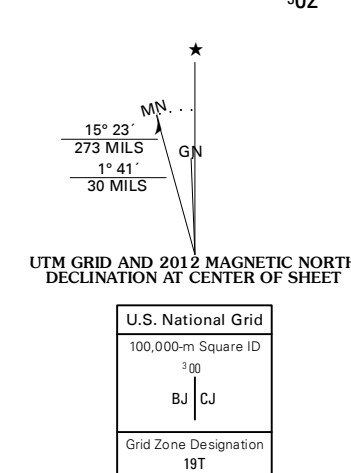 ³02
MN
15° 23´
273 MILS
GN
1° 41´
30 MILS
UTM GRID AND 2012 MAGNETIC NORTH
DECLINATION AT CENTER OF SHEET
U.S. National Grid
100,000-m Square ID
³00
BJ CJ
Grid Zone Designation
19T